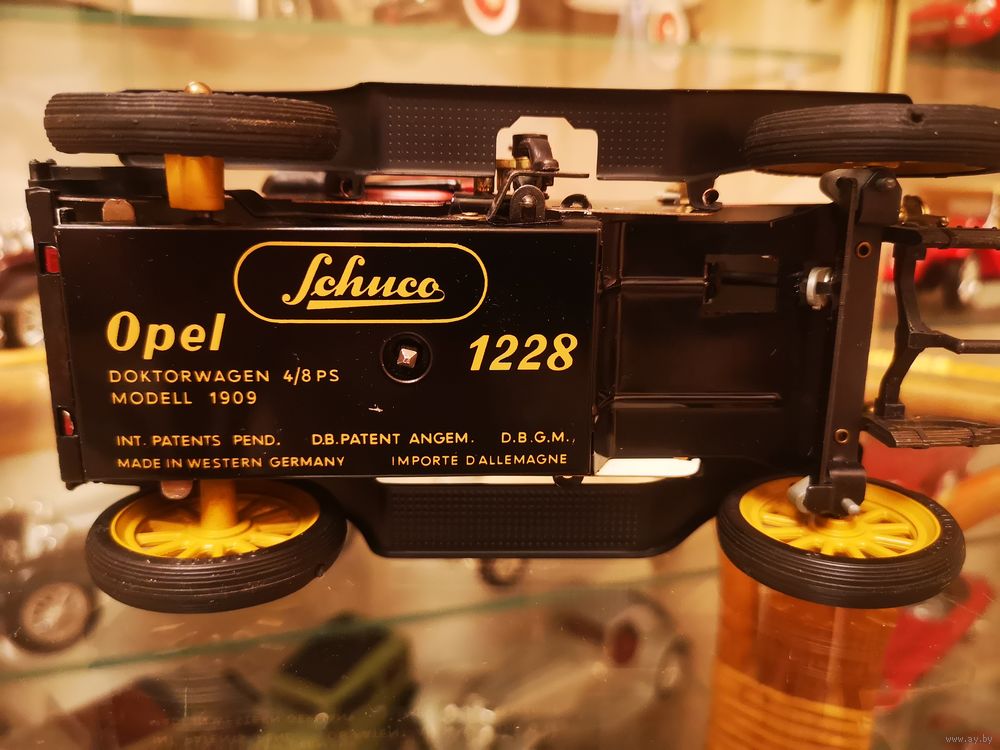 Schuco
Opel
1228
DOKTORWAGEN 4/8 PS
MODELL 1909
INT. PATENTS PEND. D.B. PATENT ANGEM. D.B.G.M.
MADE IN WESTERN GERMANY IMPORTE D'ALLEMAGNE
www.ay.by